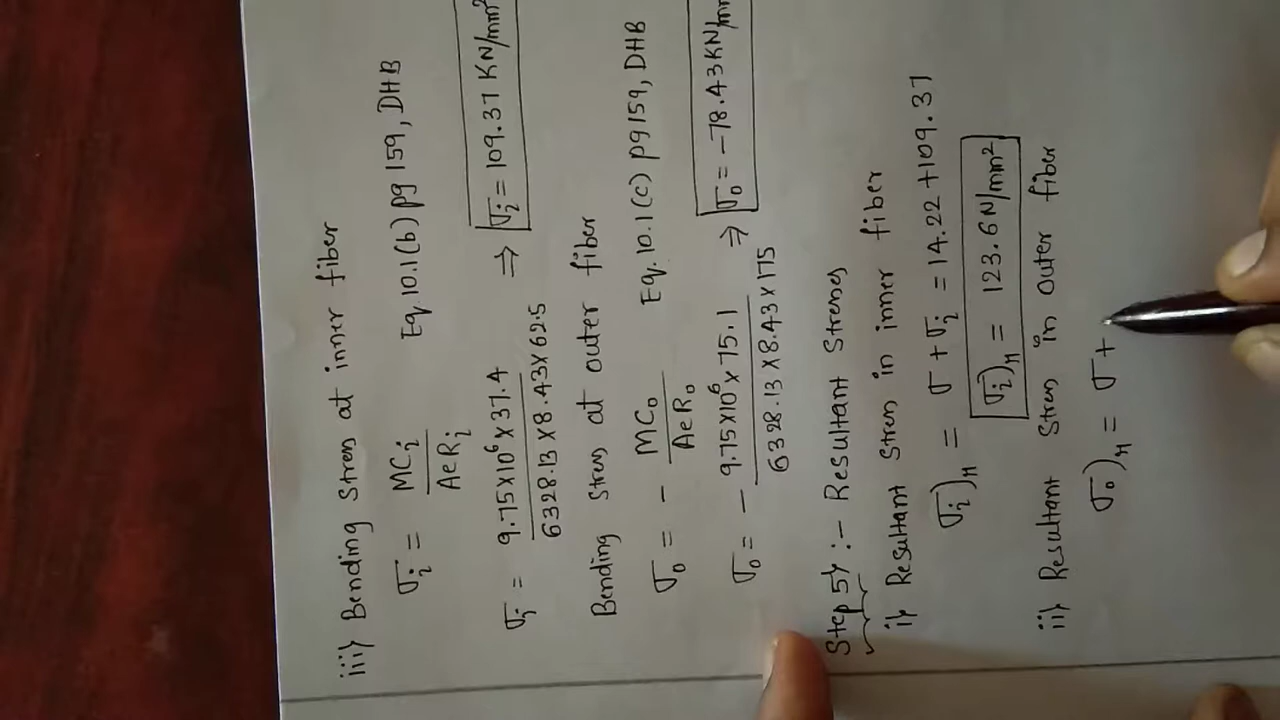 iii} Bending Stress at inner fiber
σi = MCi / AeRi Eq 10.1(b) pg 159, DHB
σi = 9.75×10⁶ × 37.4 / 6328.13 × 8.43 × 62.5 ⇒ σi = 109.37 KN/mm²
Bending Stress at outer fiber
σo = - MCo / AeRo Eq. 10.1(c) pg 159, DHB
σo = - 9.75×10⁶ × 75.1 / 6328.13 × 8.43 × 175 ⇒ σo = -78.43 KN/mm
Step 5} :- Resultant Stresses
i} Resultant Stress in inner fiber
σi)H = σ + σi = 14.22 + 109.37
σi)H = 123.6 N/mm²
ii} Resultant Stress in outer fiber
σo)H = σ +